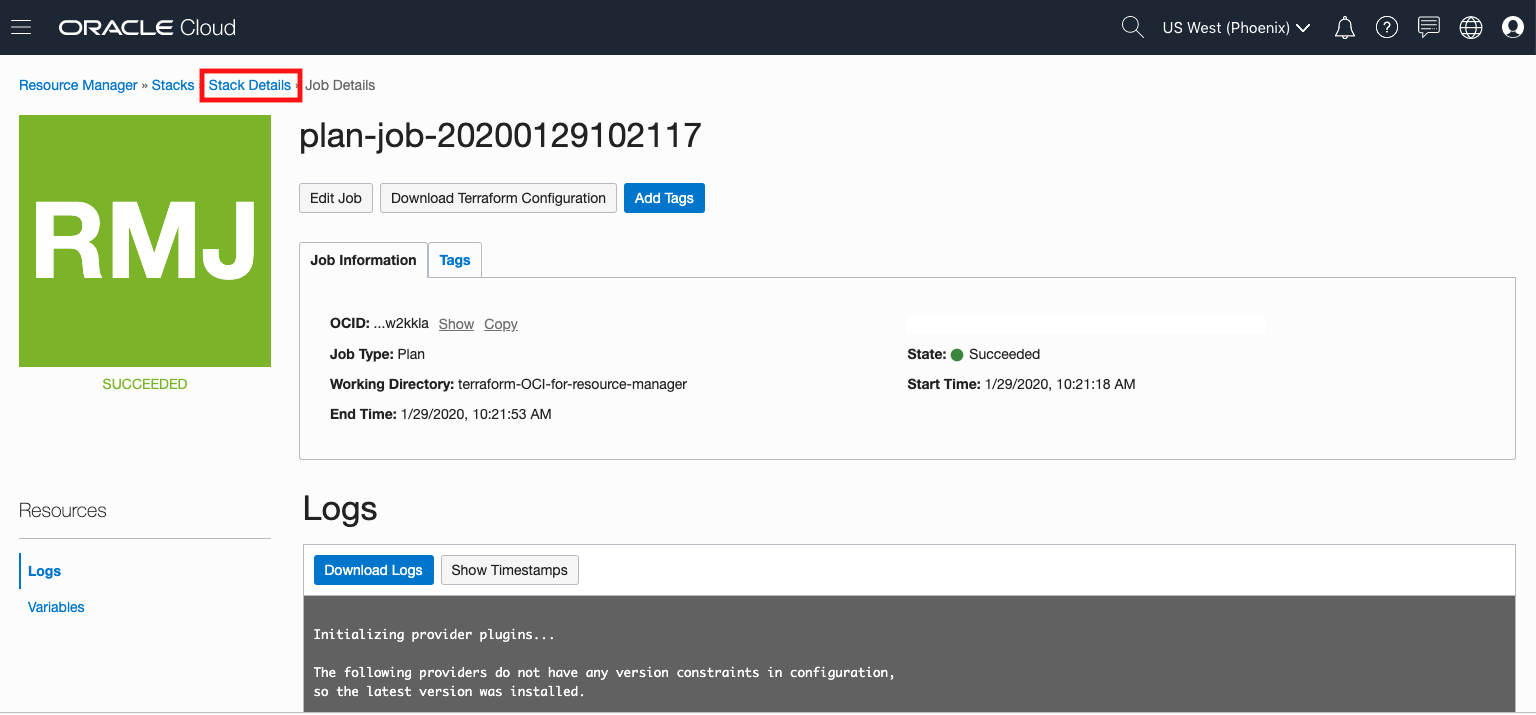 ORACLE Cloud
US West (Phoenix)
Resource Manager » Stacks » Stack Details » Job Details
RMJ
SUCCEEDED
plan-job-20200129102117
Edit Job
Download Terraform Configuration
Add Tags
Job Information
Tags
OCID: ...w2kkla Show Copy
Job Type: Plan
State: Succeeded
Working Directory: terraform-OCI-for-resource-manager
Start Time: 1/29/2020, 10:21:18 AM
End Time: 1/29/2020, 10:21:53 AM
Resources
Logs
Variables
Logs
Download Logs
Show Timestamps
Initializing provider plugins...
The following providers do not have any version constraints in configuration,
so the latest version was installed.